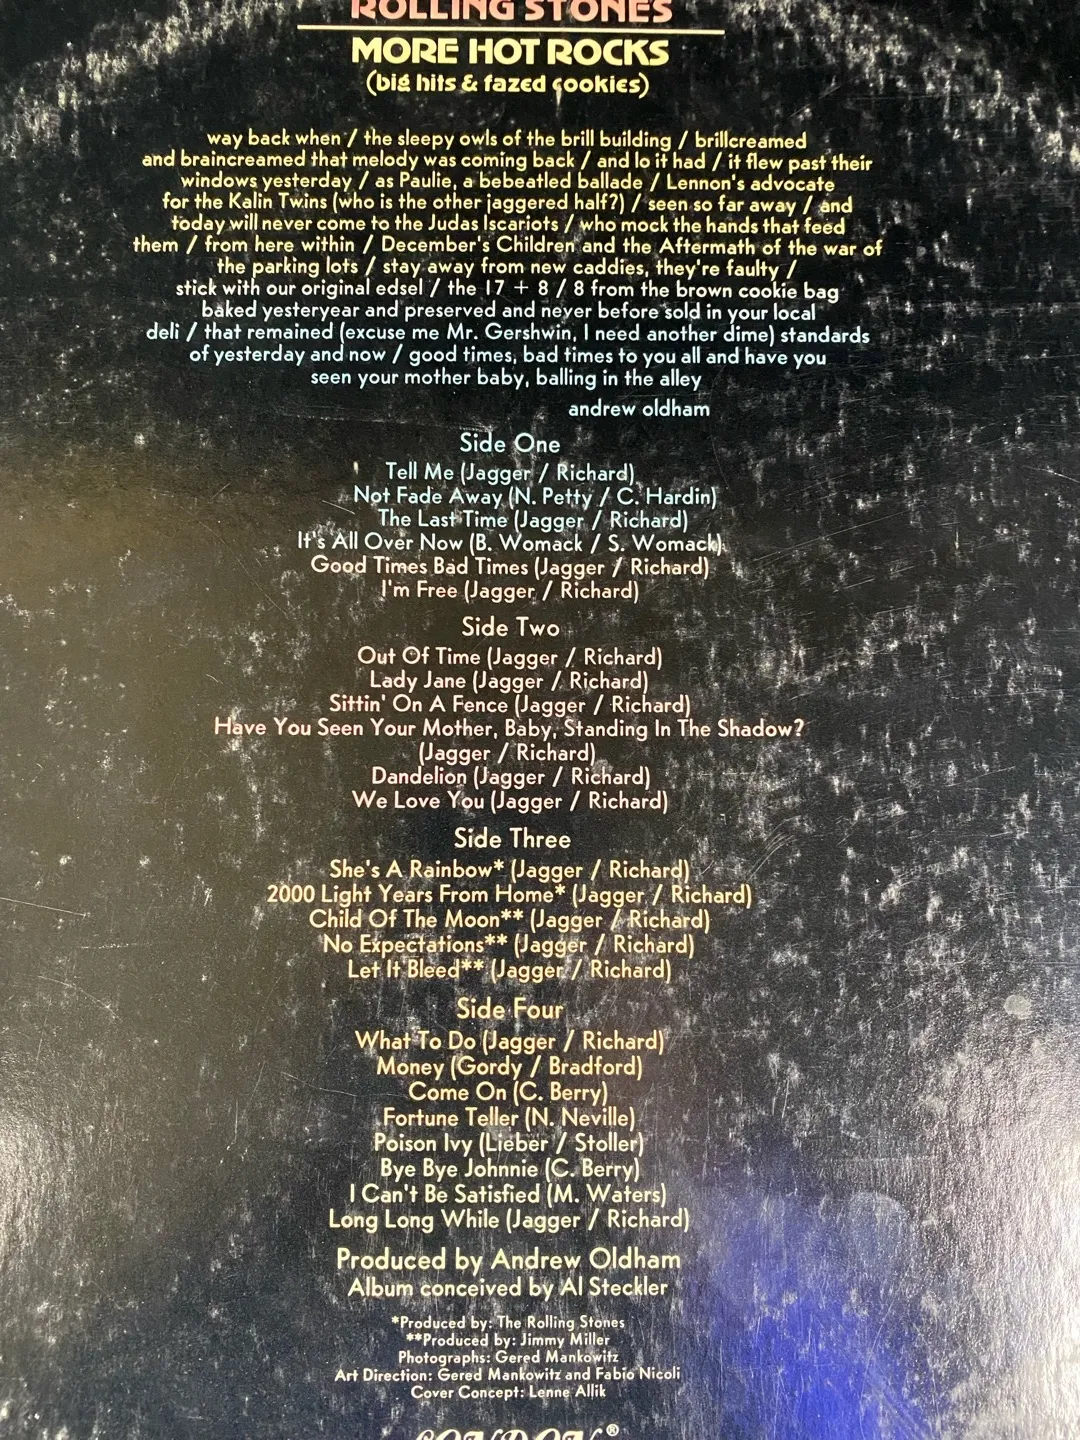 ROLLING STONES
MORE HOT ROCKS
(big hits & fazed cookies)
way back when / the sleepy owls of the brill building / brillcreamed
and braincreamed that melody was coming back / and lo it had / it flew past their
windows yesterday / as Paulie, a bebeatled ballade / Lennon's advocate
for the Kalin Twins (who is the other jaggered half?) / seen so far away / and
today will never come to the Judas Iscariots / who mock the hands that feed
them / from here within / December's Children and the Aftermath of the war of
the parking lots / stay away from new caddies, they're faulty /
stick with our original edsel / the 17 + 8 / 8 from the brown cookie bag
baked yesteryear and preserved and never before sold in your local
deli / that remained (excuse me Mr. Gershwin, I need another dime) standards
of yesterday and now / good times, bad times to you all and have you
seen your mother baby, balling in the alley
andrew oldham
Side One
Tell Me (Jagger / Richard)
Not Fade Away (N. Petty / C. Hardin)
The Last Time (Jagger / Richard)
It's All Over Now (B. Womack / S. Womack)
Good Times Bad Times (Jagger / Richard)
I'm Free (Jagger / Richard)
Side Two
Out Of Time (Jagger / Richard)
Lady Jane (Jagger / Richard)
Sittin' On A Fence (Jagger / Richard)
Have You Seen Your Mother, Baby, Standing In The Shadow?
(Jagger / Richard)
Dandelion (Jagger / Richard)
We Love You (Jagger / Richard)
Side Three
She's A Rainbow* (Jagger / Richard)
2000 Light Years From Home* (Jagger / Richard)
Child Of The Moon** (Jagger / Richard)
No Expectations** (Jagger / Richard)
Let It Bleed** (Jagger / Richard)
Side Four
What To Do (Jagger / Richard)
Money (Gordy / Bradford)
Come On (C. Berry)
Fortune Teller (N. Neville)
Poison Ivy (Lieber / Stoller)
Bye Bye Johnnie (C. Berry)
I Can't Be Satisfied (M. Waters)
Long Long While (Jagger / Richard)
Produced by Andrew Oldham
Album conceived by Al Steckler
*Produced by: The Rolling Stones
**Produced by: Jimmy Miller
Photographs: Gered Mankowitz
Art Direction: Gered Mankowitz and Fabio Nicoli
Cover Concept: Lenne Allik
LONDON®